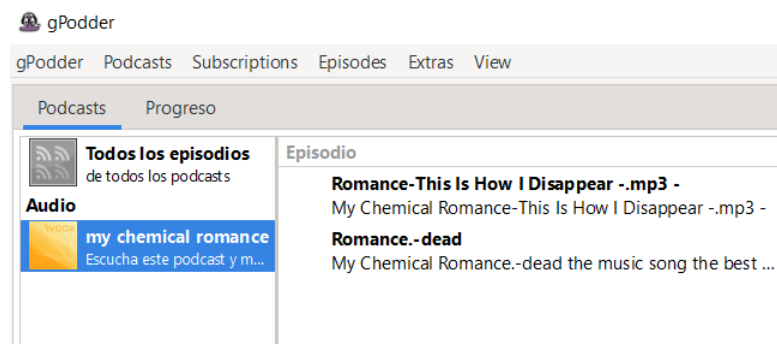 gPodder
gPodder Podcasts Subscriptions Episodes Extras View
Podcasts Progreso
Todos los episodios
de todos los podcasts
Audio
my chemical romance
Escucha este podcast y m...
Episodio
Romance-This Is How I Disappear -.mp3 -
My Chemical Romance-This Is How I Disappear -.mp3 -
Romance.-dead
My Chemical Romance.-dead the music song the best ...